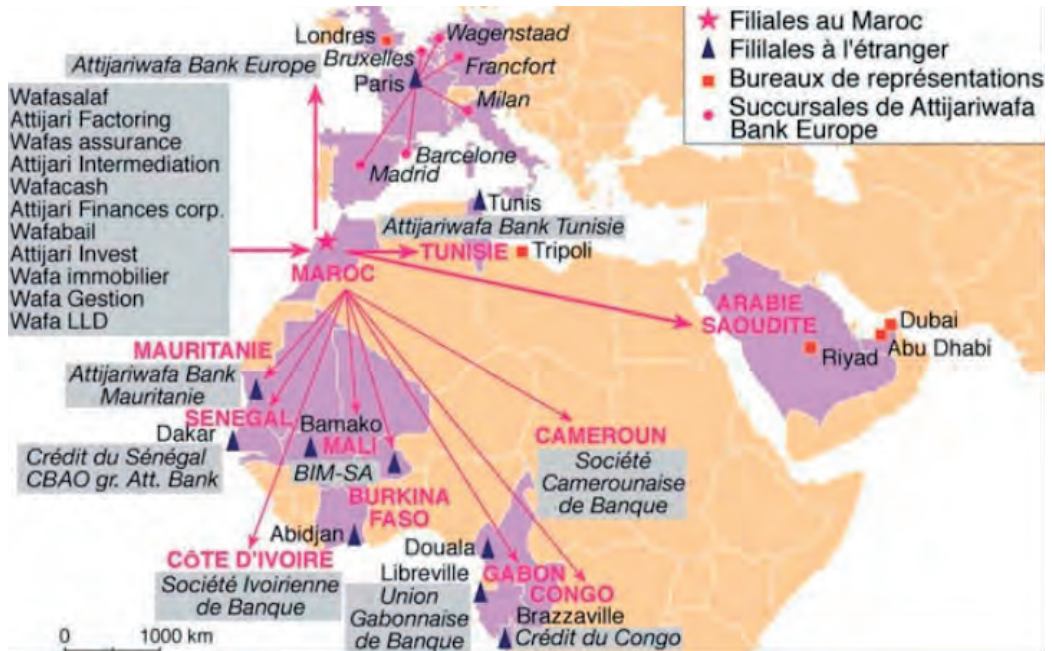 Filiales au Maroc
Fililales à l'étranger
Bureaux de représentations
Succursales de Attijariwafa
Bank Europe
Londres
Wagenstaad
Bruxelles
Attijariwafa Bank Europe
Paris
Francfort
Milan
Barcelone
Madrid
Wafasalaf
Attijari Factoring
Wafas assurance
Attijari Intermediation
Wafacash
Attijari Finances corp.
Wafabail
Attijari Invest
Wafa immobilier
Wafa Gestion
Wafa LLD
Tunis
Attijariwafa Bank Tunisie
TUNISIE
Tripoli
MAROC
ARABIE
SAOUDITE
Dubai
Abu Dhabi
Riyad
MAURITANIE
Attijariwafa Bank
Mauritanie
SENEGAL
Dakar
Crédit du Sénégal
CBAO gr. Att. Bank
Bamako
MALI
BIM-SA
BURKINA
FASO
CAMEROUN
Société
Camerounaise
de Banque
Abidjan
CÔTE D'IVOIRE
Société Ivoirienne
de Banque
Douala
Libreville
GABON
Union
Gabonnaise
de Banque
CONGO
Brazzaville
Crédit du Congo
0 1000 km